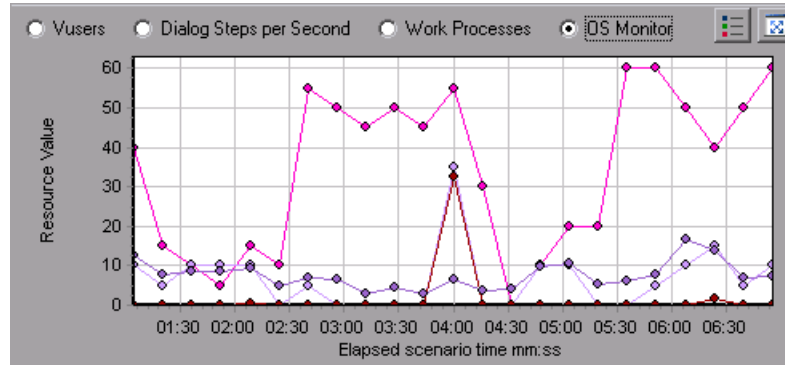 Vusers Dialog Steps per Second Work Processes OS Monitor
60
50
40
30
20
10
0
Resource Value
01:30 02:00 02:30 03:00 03:30 04:00 04:30 05:00 05:30 06:00 06:30
Elapsed scenario time mm:ss